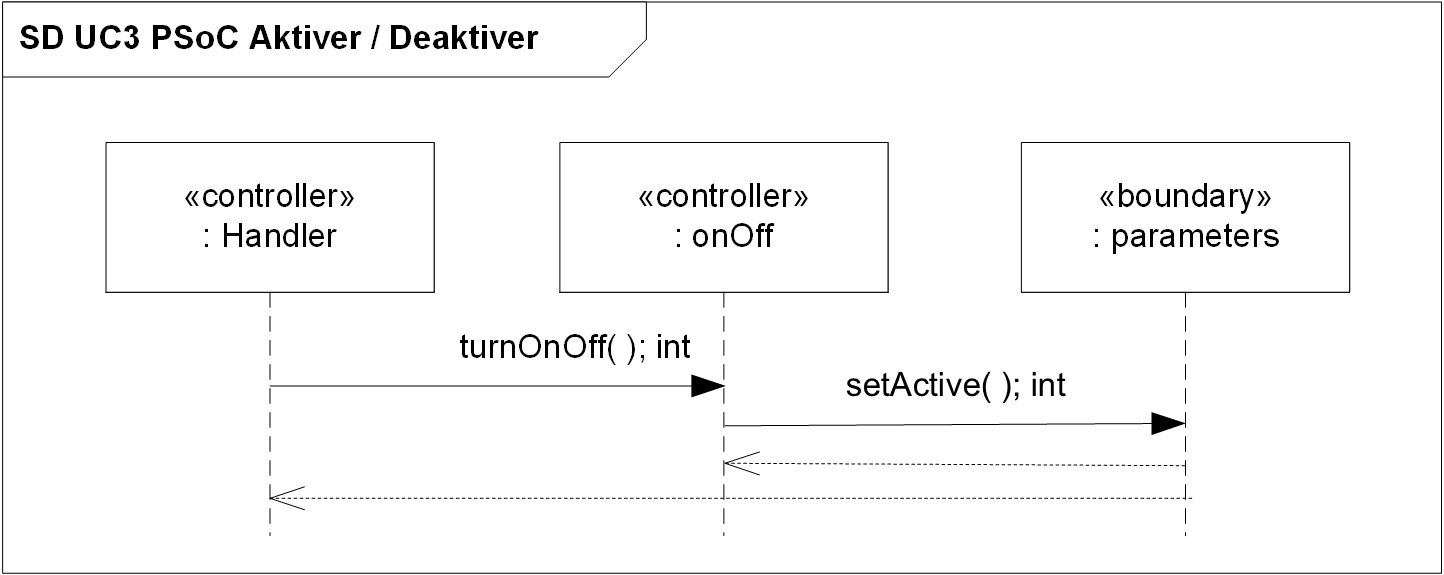 SD UC3 PSoC Aktiver / Deaktiver
«controller»
: Handler
«controller»
: onOff
«boundary»
: parameters
turnOnOff( ); int
setActive( ); int